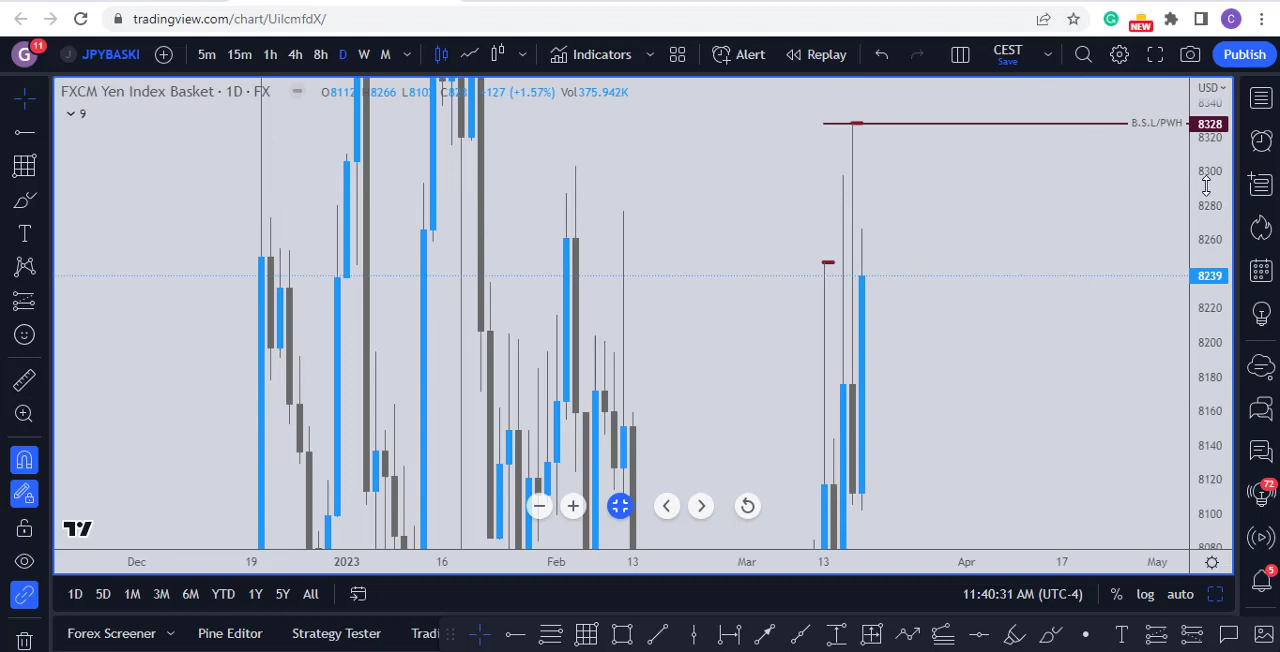 tradingview.com/chart/UilcmfdX/
NEW
C
G 11
J JPYBASKI 5m 15m 1h 4h 8h D W M Indicators Alert Replay CEST Save Publish
FXCM Yen Index Basket · 1D · FX
+127 (+1.57%) Vol375.942K
9
USD
8340
B.S.L/PWH 8328
8320
8300
8280
8260
8239
8220
8200
8180
8160
8140
8120
8100
8080
72
5
Dec 19 2023 16 Feb 13 Mar 13 Apr 17 May
1D 5D 1M 3M 6M YTD 1Y 5Y All 11:40:31 AM (UTC-4) % log auto
Forex Screener Pine Editor Strategy Tester Tradi